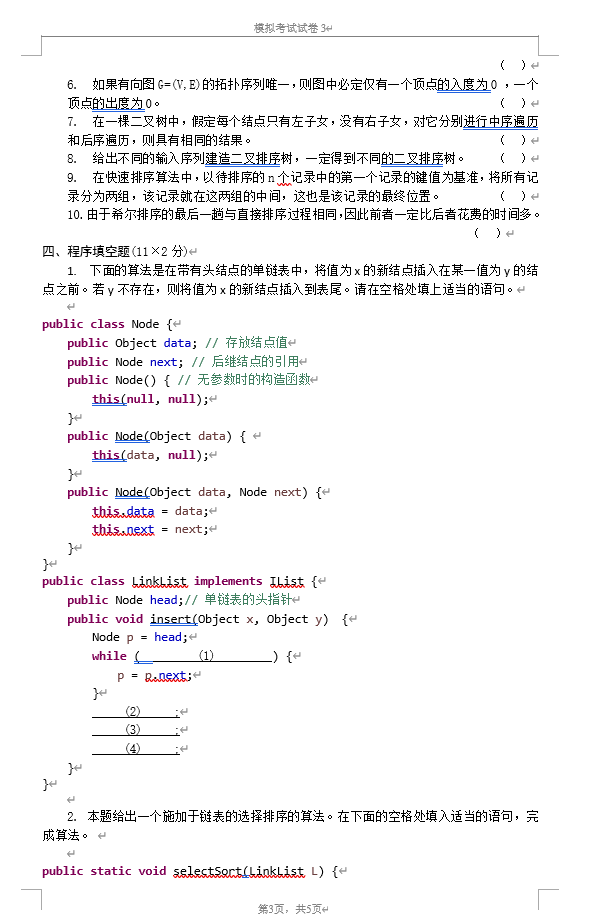 模拟考试试卷 3
( )
6. 如果有向图 G=(V,E)的拓扑序列唯一,则图中必定仅有一个顶点的入度为 0 ,一个
顶点的出度为 0。 ( )
7. 在一棵二叉树中,假定每个结点只有左子女,没有右子女,对它分别进行中序遍历
和后序遍历,则具有相同的结果。 ( )
8. 给出不同的输入序列建造二叉排序树,一定得到不同的二叉排序树。 ( )
9. 在快速排序算法中,以待排序的 n 个记录中的第一个记录的键值为基准,将所有记
录分为两组,该记录就在这两组的中间,这也是该记录的最终位置。 ( )
10.由于希尔排序的最后一趟与直接排序过程相同,因此前者一定比后者花费的时间多。
( )
四、程序填空题(11×2 分)
1. 下面的算法是在带有头结点的单链表中,将值为 x 的新结点插入在某一值为 y 的结
点之前。若 y 不存在,则将值为 x 的新结点插入到表尾。请在空格处填上适当的语句。
public class Node {
public Object data; // 存放结点值
public Node next; // 后继结点的引用
public Node() { // 无参数时的构造函数
this(null, null);
}
public Node(Object data) {
this(data, null);
}
public Node(Object data, Node next) {
this.data = data;
this.next = next;
}
}
public class LinkList implements IList {
public Node head;// 单链表的头指针
public void insert(Object x, Object y) {
Node p = head;
while ( (1) ) {
p = p.next;
}
(2) ;
(3) ;
(4) ;
}
}
2. 本题给出一个施加于链表的选择排序的算法。在下面的空格处填入适当的语句,完
成算法。
public static void selectSort(LinkList L) {
第3页, 共5页